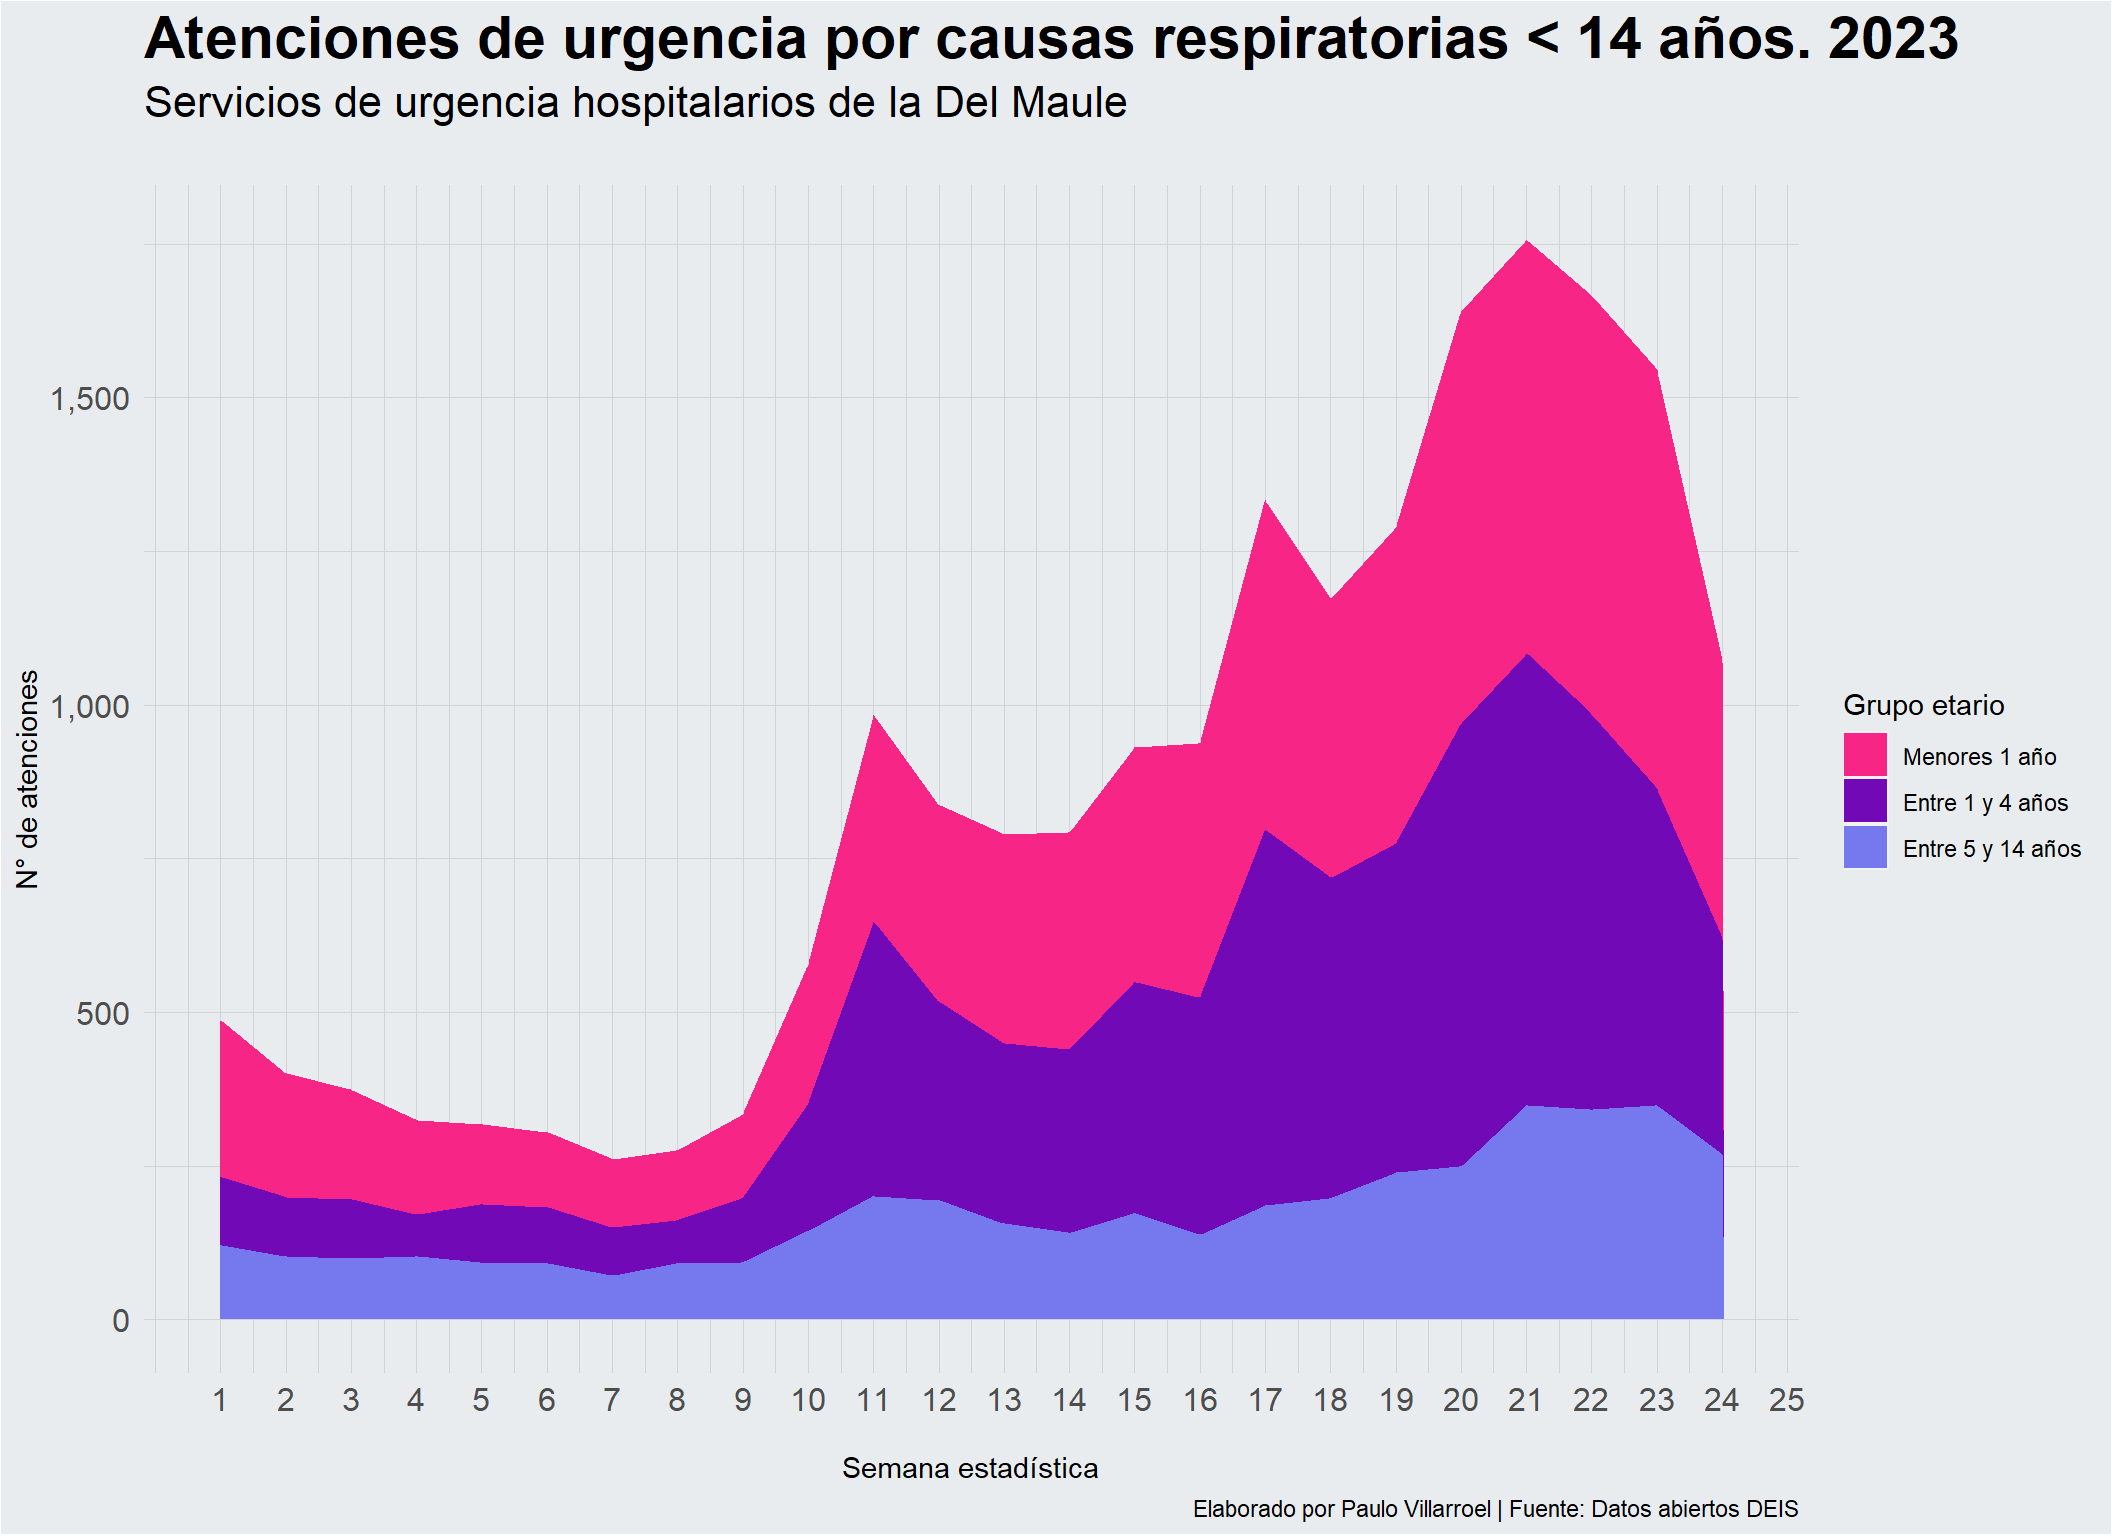 Atenciones de urgencia por causas respiratorias < 14 años. 2023
Servicios de urgencia hospitalarios de la Del Maule
N° de atenciones
1,500
1,000
500
0
Grupo etario
Menores 1 año
Entre 1 y 4 años
Entre 5 y 14 años
1 2 3 4 5 6 7 8 9 10 11 12 13 14 15 16 17 18 19 20 21 22 23 24 25
Semana estadística
Elaborado por Paulo Villarroel | Fuente: Datos abiertos DEIS